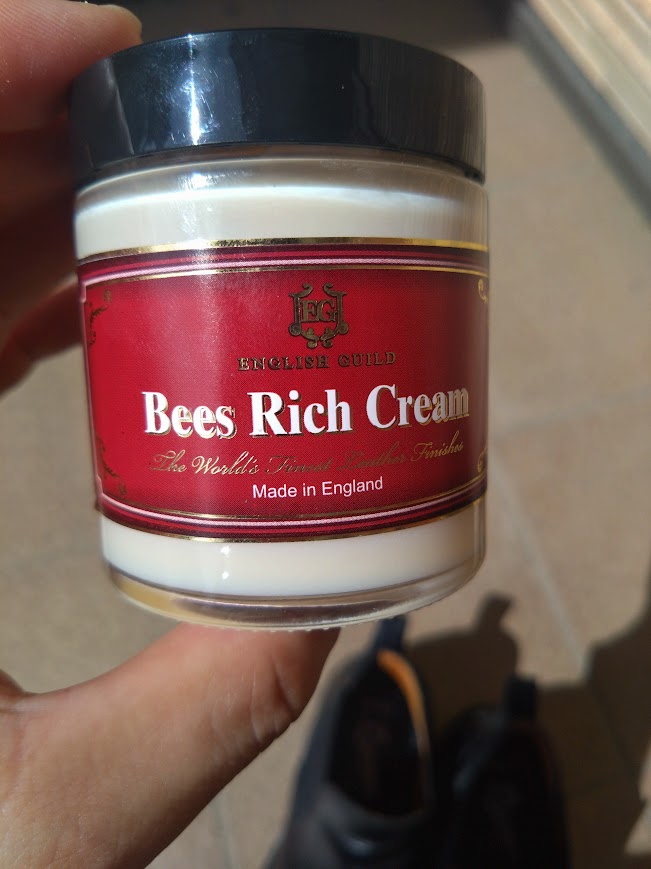 EG
ENGLISH GUILD
Bees Rich Cream
The World's Finest Leather Finishes
Made in England